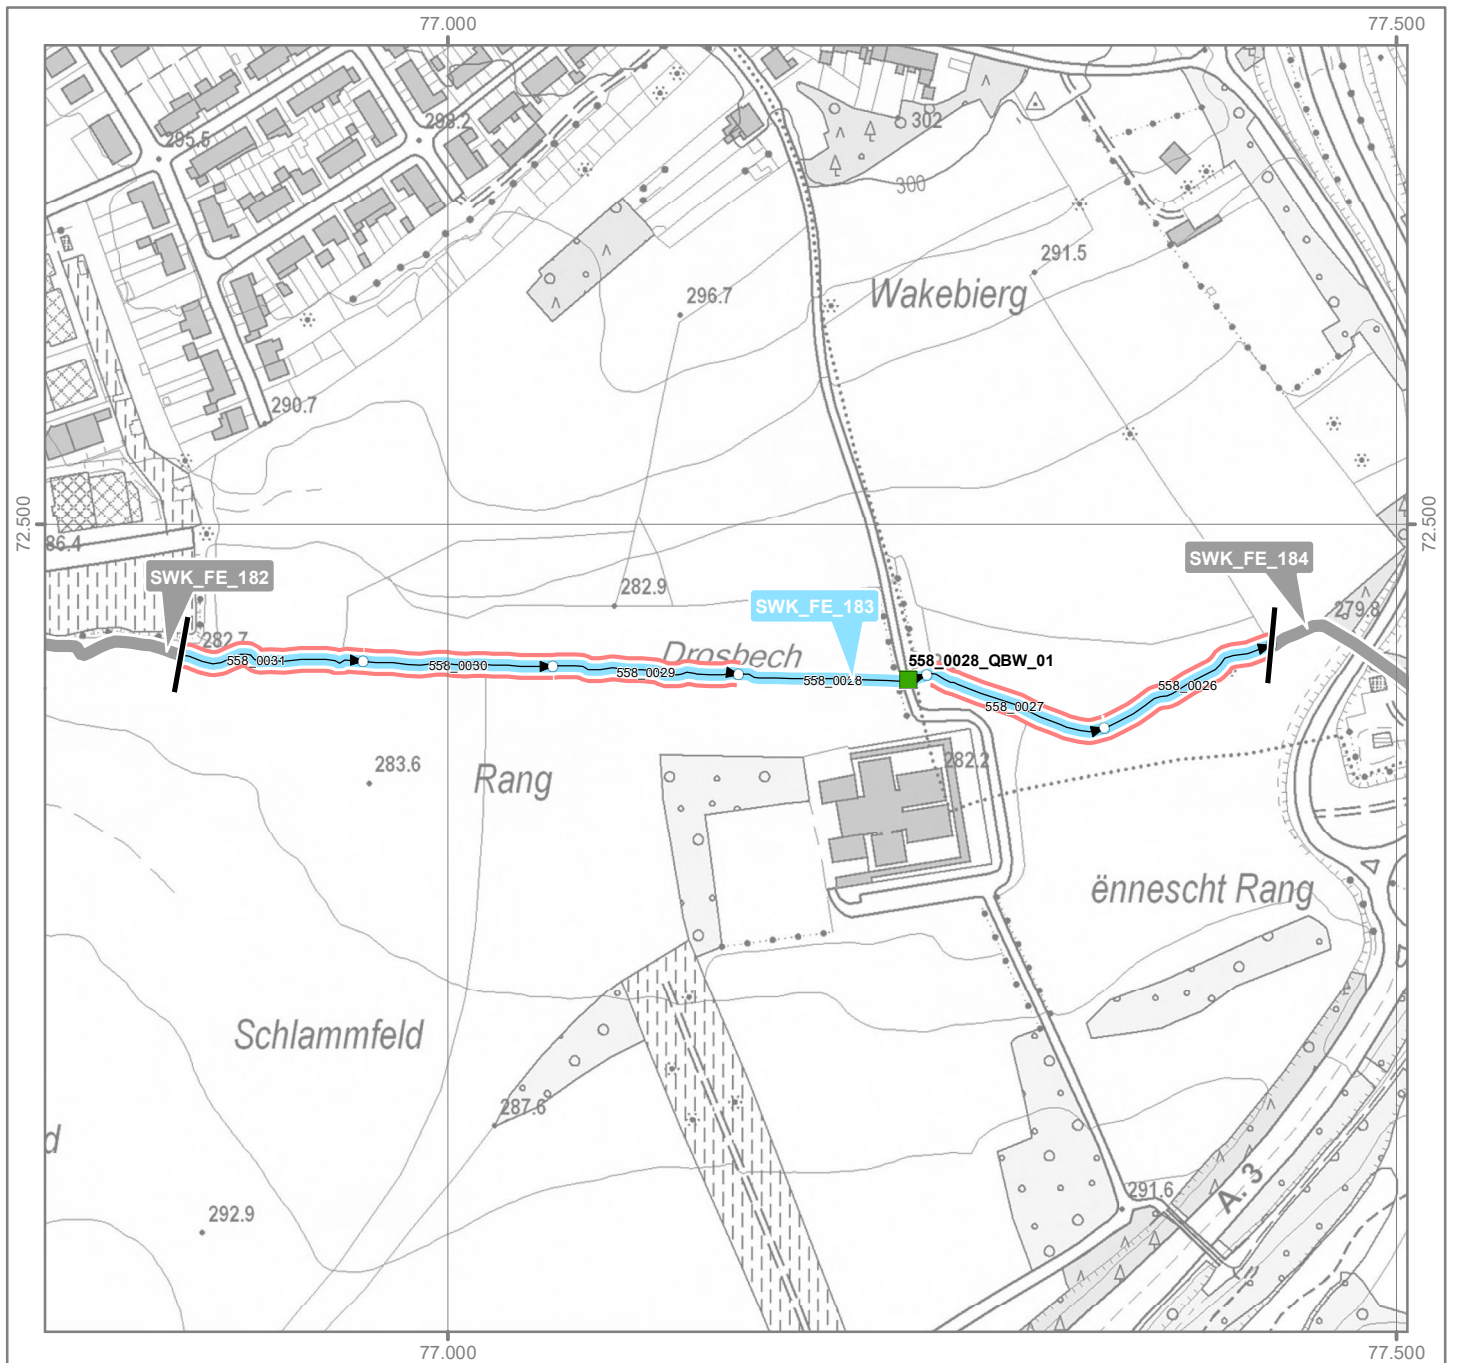 77.000
77.500
298.2
295.5
302
300
291.5
Wakebierg
296.7
290.7
72.500
72.500
86.4
SWK_FE_184
SWK_FE_182
282.9
SWK_FE_183
279.8
282.7
Drosbech
558_0031
558_0030
558_0029
558_0028
558_0028_QBW_01
558_0027
558_0026
283.6
Rang
282.2
ënnescht Rang
Schlammfeld
287.6
d
291.6
A. 3
292.9
77.000
77.500